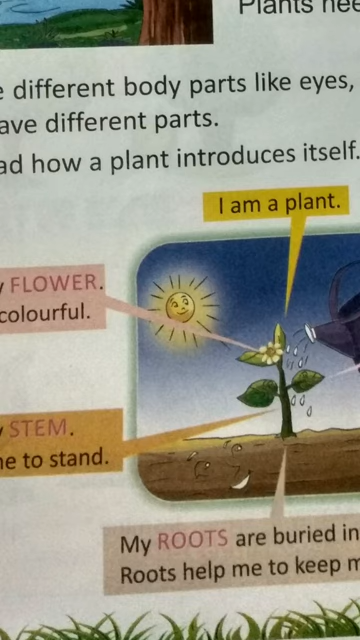 Plants nee
e different body parts like eyes,
ave different parts.
ad how a plant introduces itself.
I am a plant.
y FLOWER.
colourful.
y STEM.
ne to stand.
My ROOTS are buried in
Roots help me to keep m